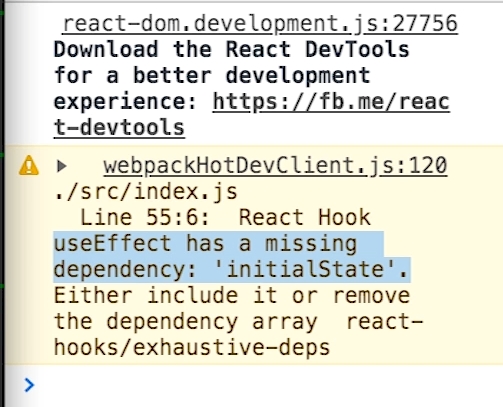 react-dom.development.js:27756
Download the React DevTools
for a better development
experience: https://fb.me/reac
t-devtools
webpackHotDevClient.js:120
./src/index.js
Line 55:6:  React Hook
useEffect has a missing
dependency: 'initialState'.
Either include it or remove
the dependency array  react-
hooks/exhaustive-deps